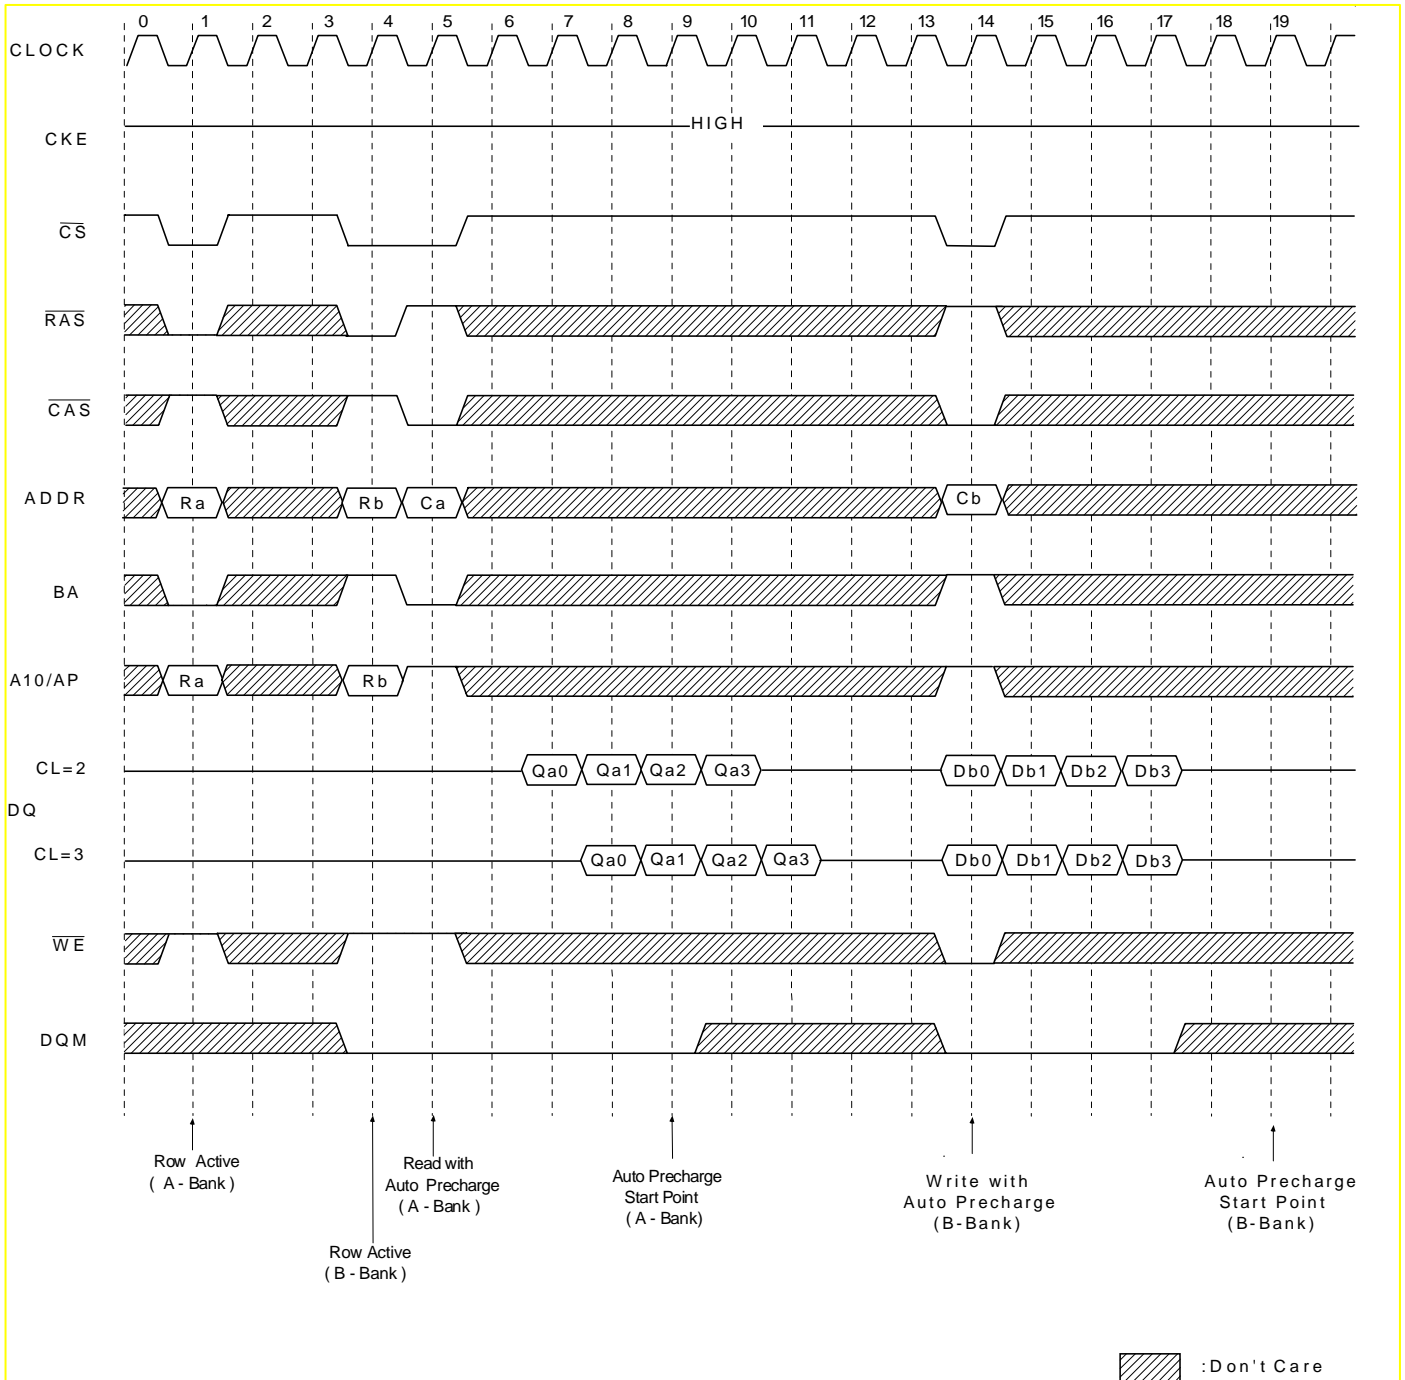 0 1 2 3 4 5 6 7 8 9 10 11 12 13 14 15 16 17 18 19
CLOCK
HIGH
CKE
CS
RAS
CAS
ADDR Ra Rb Ca Cb
BA
A10/AP Ra Rb
CL=2 Qa0 Qa1 Qa2 Qa3 Db0 Db1 Db2 Db3
DQ
CL=3 Qa0 Qa1 Qa2 Qa3 Db0 Db1 Db2 Db3
WE
DQM
Row Active
(A-Bank)
Row Active
(B-Bank)
Read with
Auto Precharge
(A-Bank)
Auto Precharge
Start Point
(A-Bank)
Write with
Auto Precharge
(B-Bank)
Auto Precharge
Start Point
(B-Bank)
:Don't Care